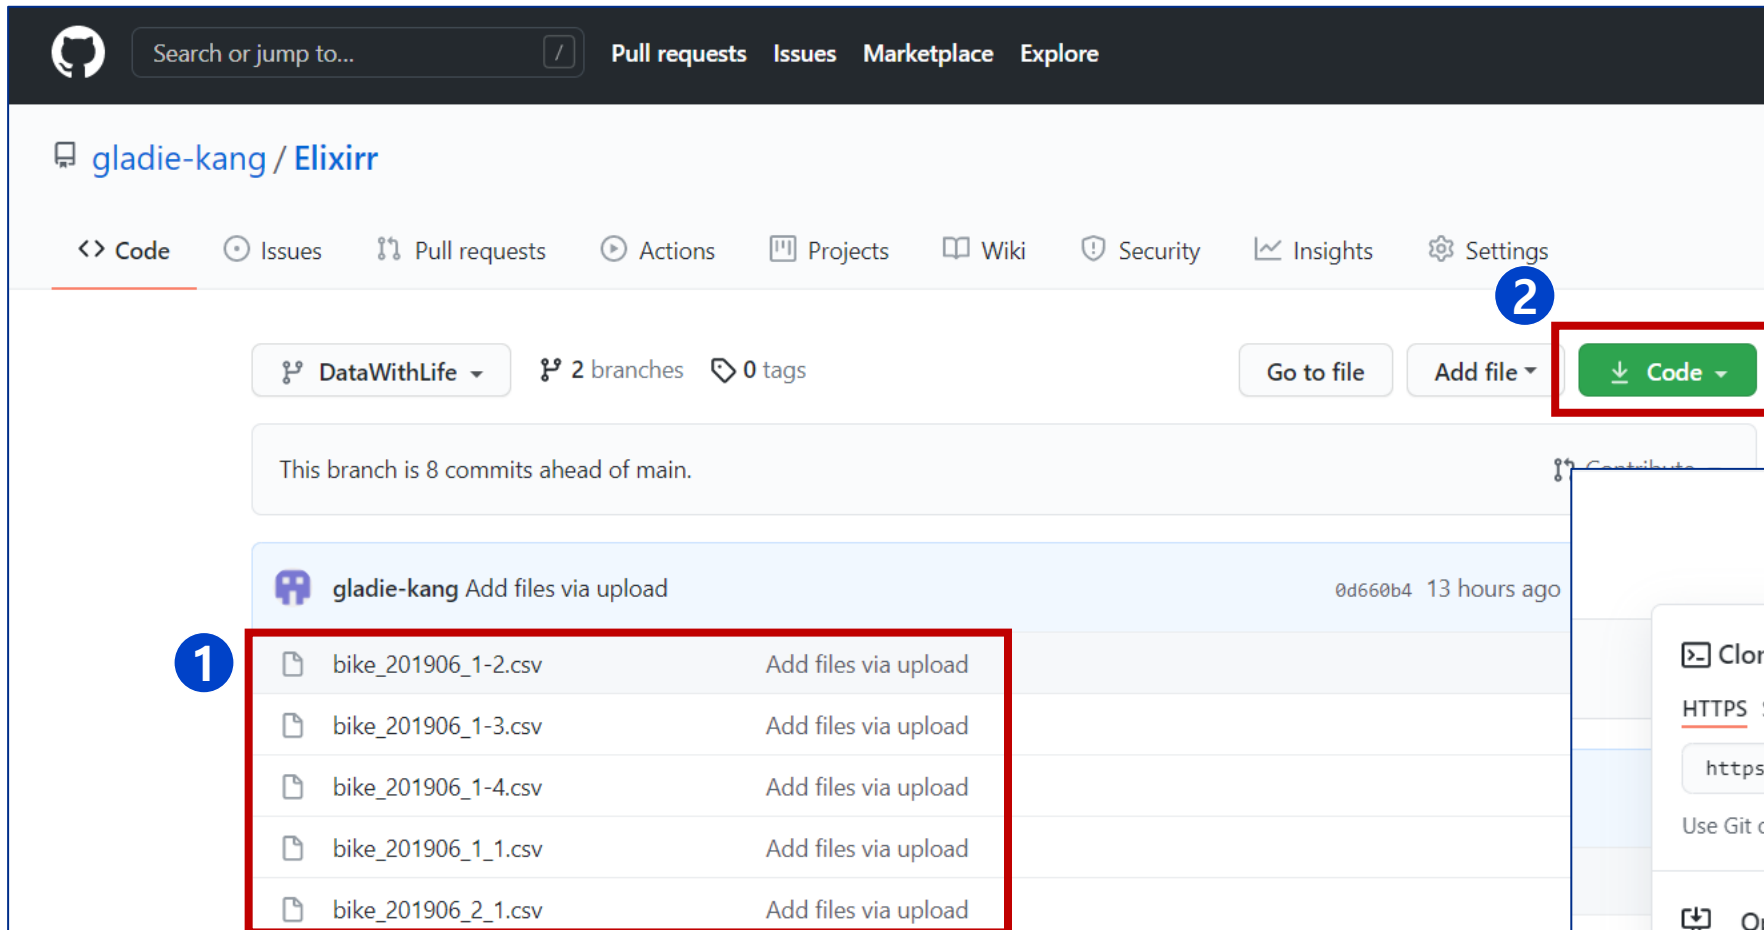 Search or jump to... /
Pull requests Issues Marketplace Explore
gladie-kang / Elixirr
Code Issues Pull requests Actions Projects Wiki Security Insights Settings
2
DataWithLife 2 branches 0 tags Go to file Add file Code
This branch is 8 commits ahead of main.
gladie-kang Add files via upload 0d660b4 13 hours ago
1
bike_201906_1-2.csv Add files via upload
bike_201906_1-3.csv Add files via upload
bike_201906_1-4.csv Add files via upload
bike_201906_1_1.csv Add files via upload
bike_201906_2_1.csv Add files via upload
HTTPS
https
Use Git